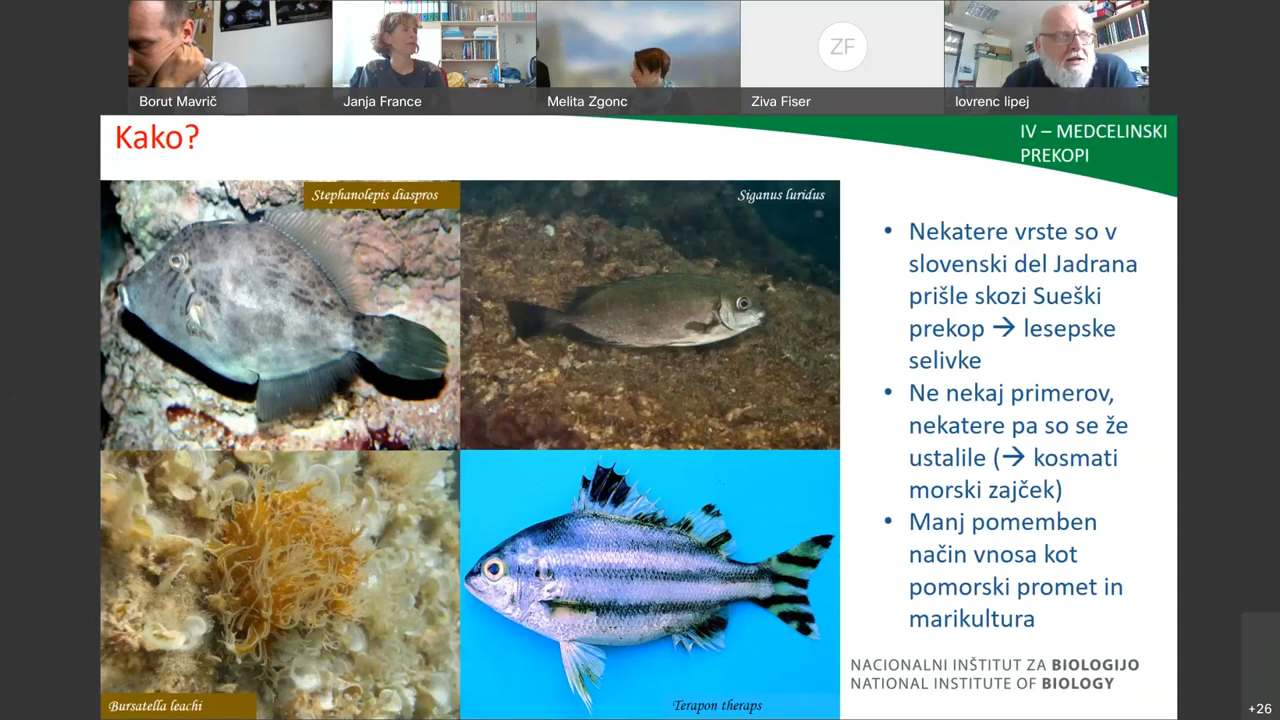 Borut Mavrič
Janja France
Melita Zgonc
ZF
Ziva Fiser
lovrenc lipej
Kako?
IV – MEDCELINSKI
PREKOPI
Stephanolepis diaspros
Siganus luridus
Bursatella leachi
Terapon theraps
• Nekatere vrste so v
slovenski del Jadrana
prišle skozi Sueški
prekop → lesepske
selivke
• Ne nekaj primerov,
nekatere pa so se že
ustalile (→ kosmati
morski zajček)
• Manj pomemben
način vnosa kot
pomorski promet in
marikultura
NACIONALNI INŠTITUT ZA BIOLOGIJO
NATIONAL INSTITUTE OF BIOLOGY
+26